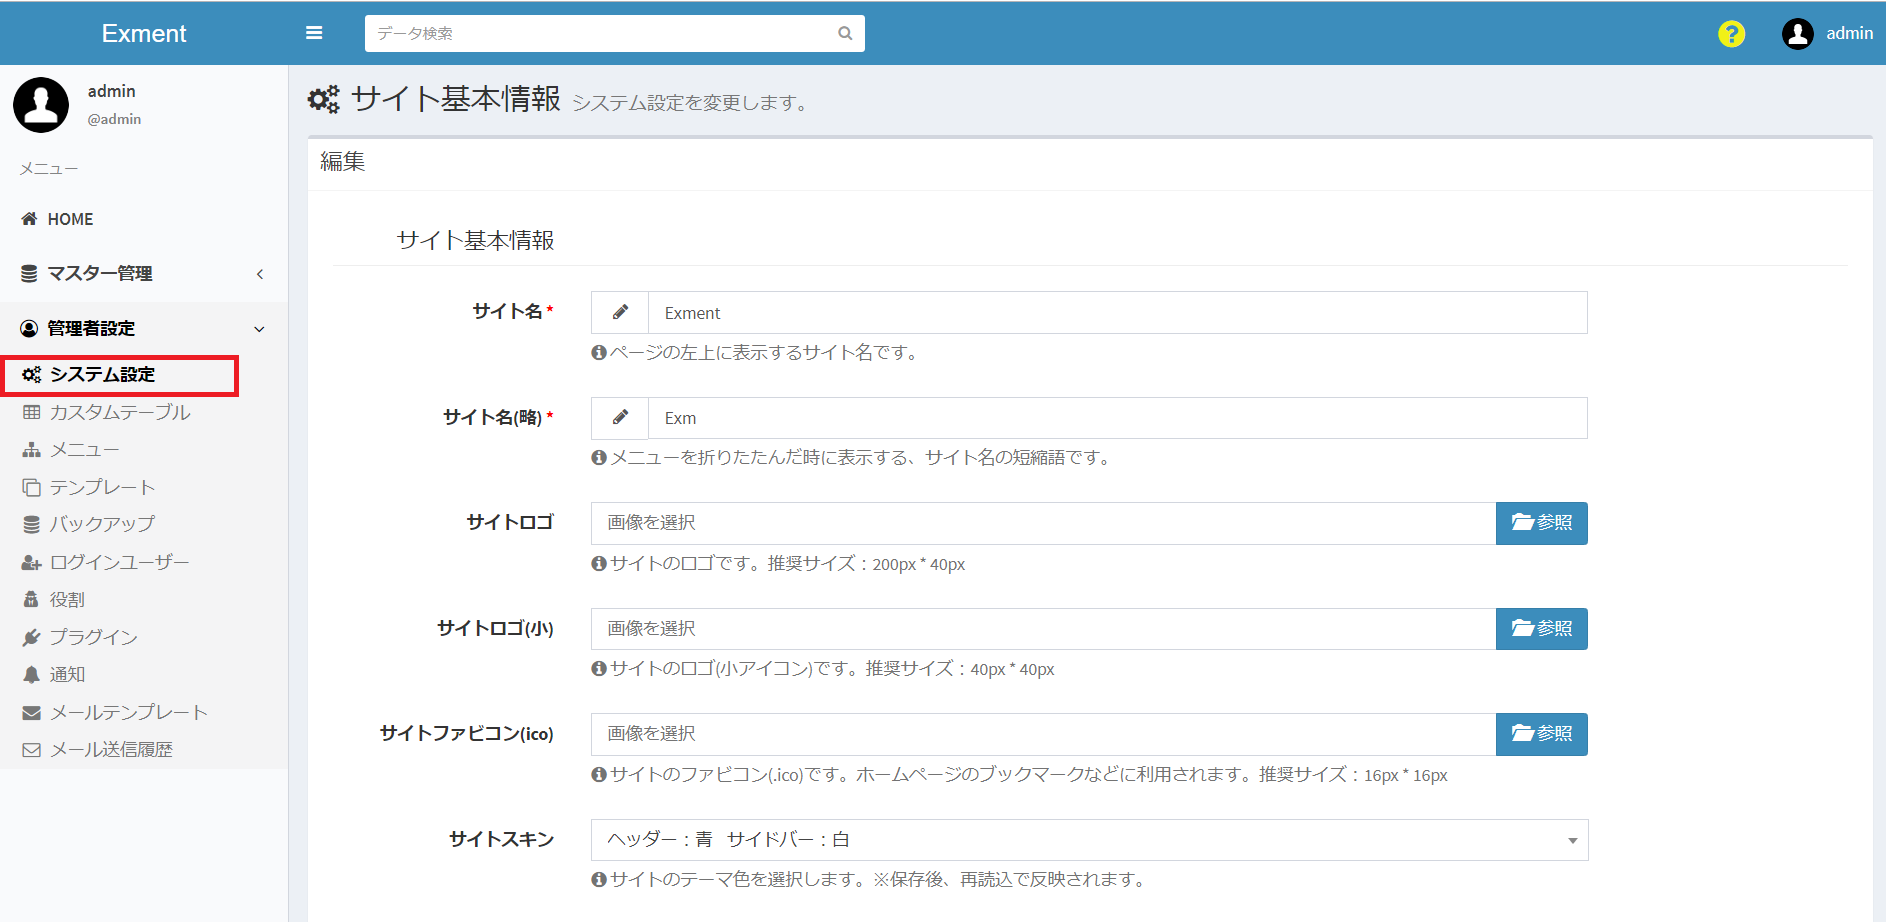 Exment
データ検索
?
admin
admin
@admin
メニュー
HOME
マスター管理
管理者設定
システム設定
カスタムテーブル
メニュー
テンプレート
バックアップ
ログインユーザー
役割
プラグイン
通知
メールテンプレート
メール送信履歴
サイト基本情報 システム設定を変更します。
編集
サイト基本情報
サイト名*
Exment
ページの左上に表示するサイト名です。
サイト名(略)*
Exm
メニューを折りたたんだ時に表示する、サイト名の短縮語です。
サイトロゴ
画像を選択
参照
サイトのロゴです。推奨サイズ：200px * 40px
サイトロゴ(小)
画像を選択
参照
サイトのロゴ(小アイコン)です。推奨サイズ：40px * 40px
サイトファビコン(ico)
画像を選択
参照
サイトのファビコン(.ico)です。ホームページのブックマークなどに利用されます。推奨サイズ：16px * 16px
サイトスキン
ヘッダー：青 サイドバー：白
サイトのテーマ色を選択します。※保存後、再読込で反映されます。